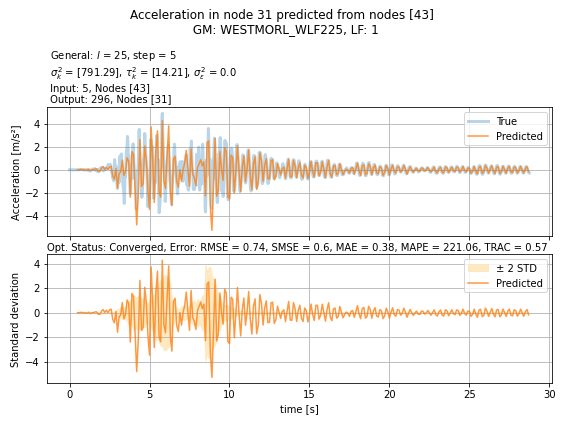 Acceleration in node 31 predicted from nodes [43]
GM: WESTMORL_WLF225, LF: 1
General: l = 25, step = 5
σ²ₖ = [791.29], τ²ₖ = [14.21], σ²ε = 0.0
Input: 5, Nodes [43]
Output: 296, Nodes [31]
Acceleration [m/s²]
4
2
0
−2
−4
True
Predicted
Opt. Status: Converged, Error: RMSE = 0.74, SMSE = 0.6, MAE = 0.38, MAPE = 221.06, TRAC = 0.57
Standard deviation
4
2
0
−2
−4
± 2 STD
Predicted
0 5 10 15 20 25 30
time [s]